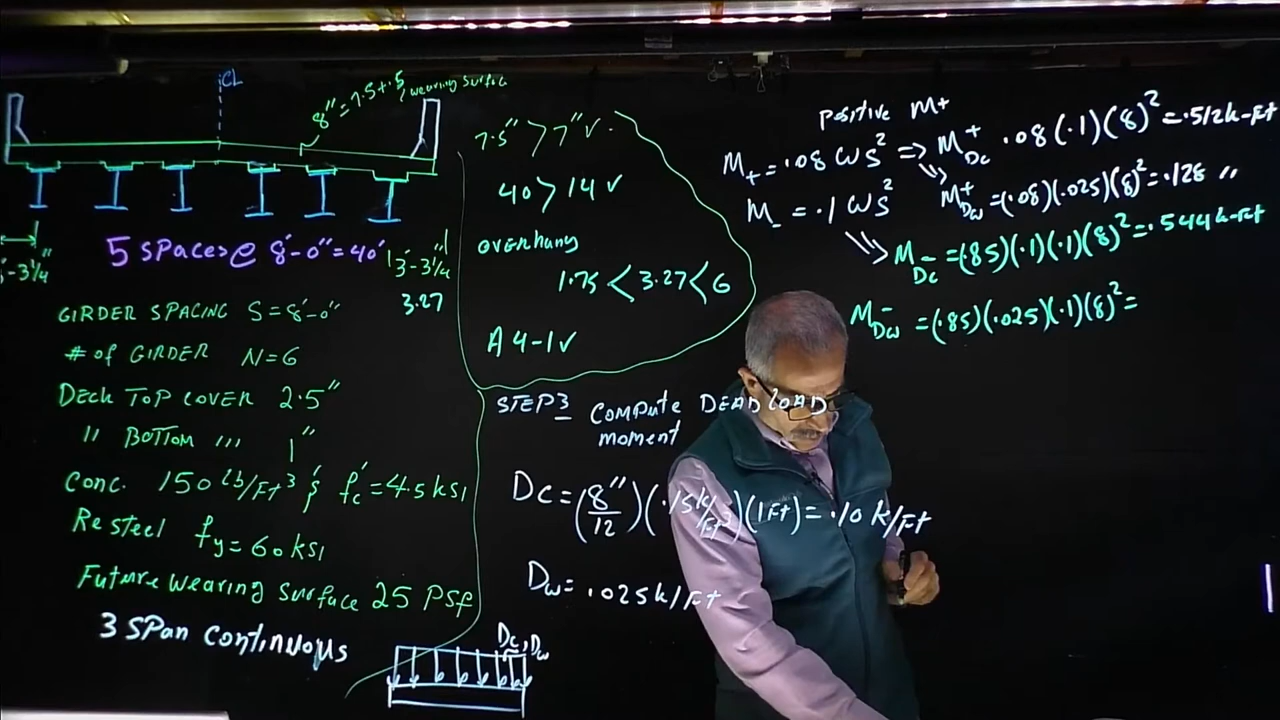 CL
8" = 7.5 + .5 / wearing surface
5 SPaces @ 8'-0" = 40'
'-3 1/4"
3'-3 1/4"
3.27
GIRDER SPACING S = 8'-0"
# of GIRDER N = 6
Deck TOP COVER 2.5"
" BOTTOM " 1"
Conc. 150 lb/Ft³ & f'c = 4.5 ksi
Re steel fy = 60 ksi
Future wearing surface 25 PSf
3 SPan continuous
Dc, Dw
7.5" > 7" ✓.
40 > 14 ✓
overhang
1.75 < 3.27 < 6
A 4-1 ✓
STEP 3 COMPUTE DEAD LOAD
moment
Dc = (8"/12)(.15 k/Ft³)(1 Ft) = .10 k/Ft
Dw = .025 k/Ft
Positive M+
M+ = .08 ws² => M+Dc .08(.1)(8)² = .512 k-Ft
M+Dw = (.08)(.025)(8)² = .128 "
M- = .1 ws²
M-Dc = (.85)(.1)(.1)(8)² = .544 k-Ft
M-Dw = (.85)(.025)(.1)(8)² =